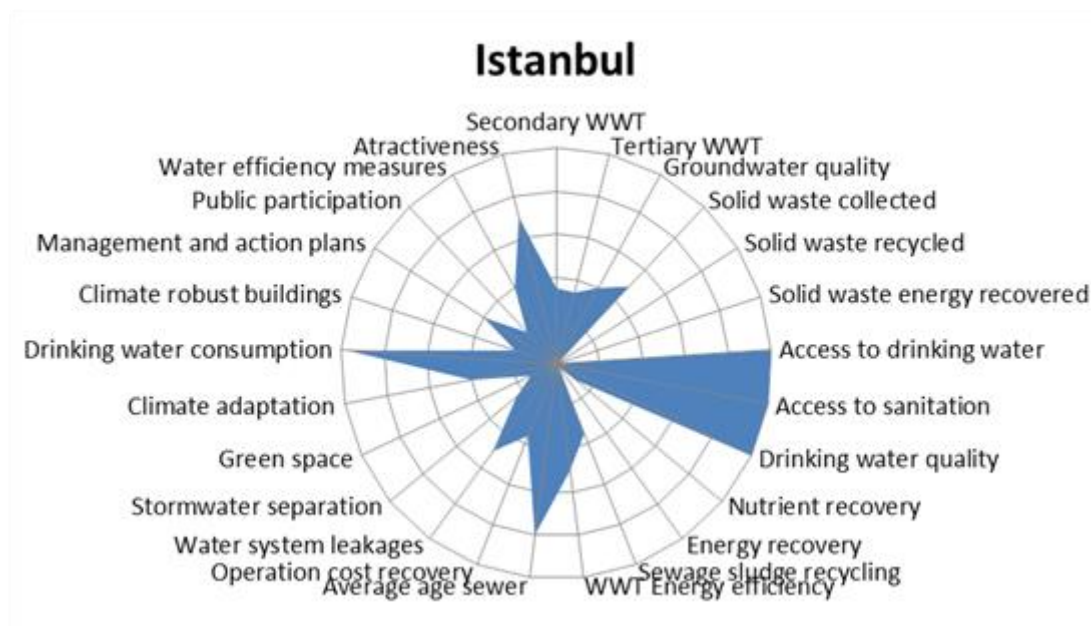 Istanbul
Secondary WWT
Tertiary WWT
Groundwater quality
Solid waste collected
Solid waste recycled
Solid waste energy recovered
Access to drinking water
Access to sanitation
Drinking water quality
Nutrient recovery
Energy recovery
Sewage sludge recycling
WWT Energy efficiency
Average age sewer
Operation cost recovery
Water system leakages
Stormwater separation
Green space
Climate adaptation
Drinking water consumption
Climate robust buildings
Management and action plans
Public participation
Water efficiency measures
Atractiveness